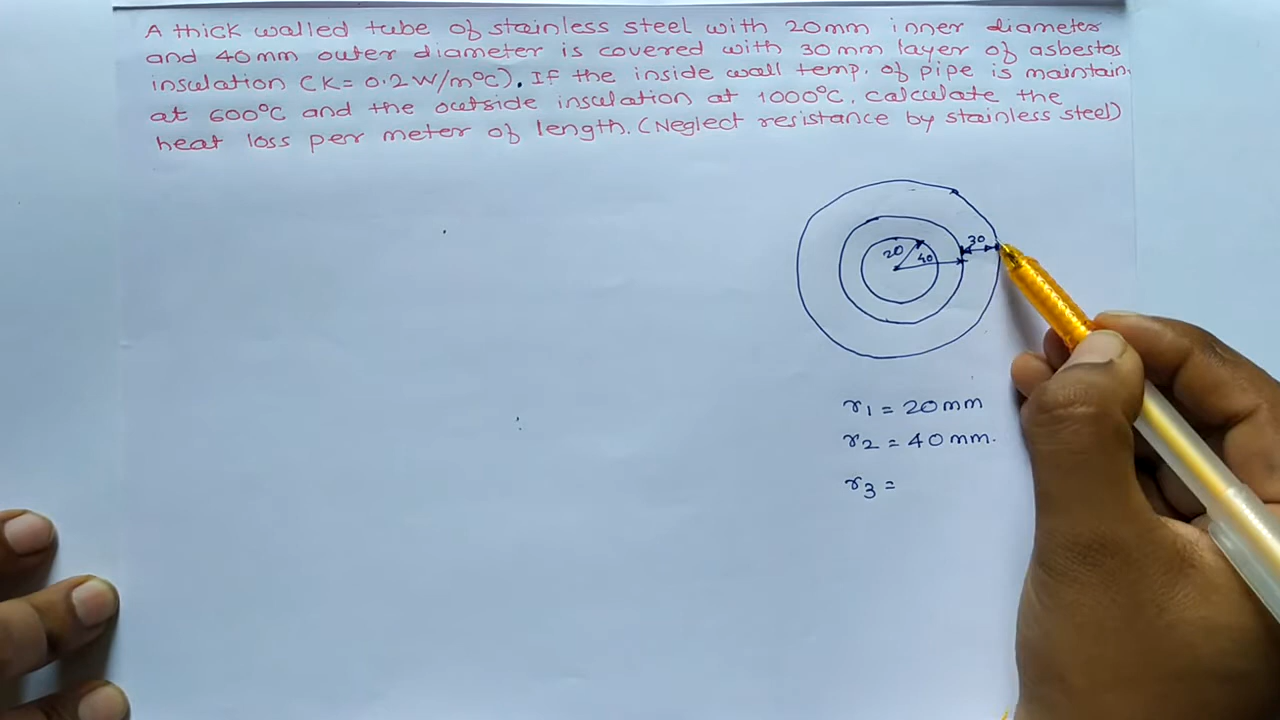 A thick walled tube of stainless steel with 20mm inner diameter
and 40mm outer diameter is covered with 30mm layer of asbestos
insulation (K= 0.2 W/m°C). If the inside wall temp. of pipe is maintain.
at 600°C and the outside insulation at 1000°C. calculate the
heat loss per meter of length. (Neglect resistance by stainless steel)
30
20
40
r1 = 20mm
r2 = 40mm.
r3 =